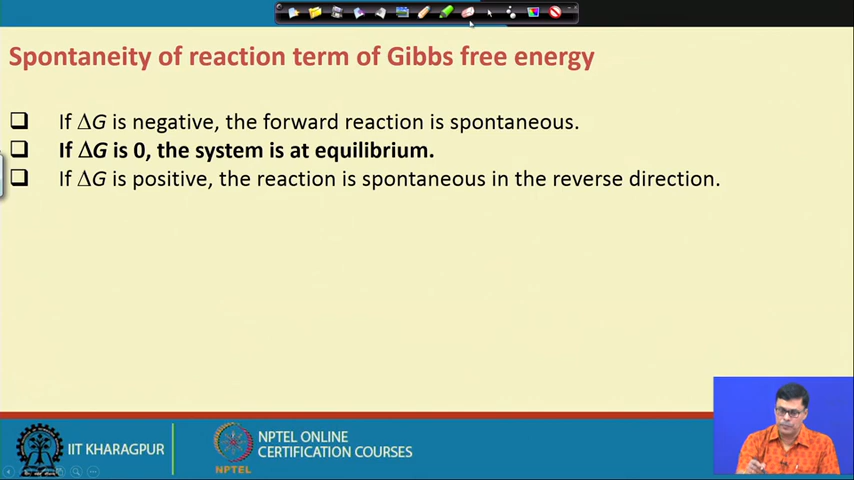 Spontaneity of reaction term of Gibbs free energy
If ΔG is negative, the forward reaction is spontaneous.
If ΔG is 0, the system is at equilibrium.
If ΔG is positive, the reaction is spontaneous in the reverse direction.
IIT KHARAGPUR
NPTEL
NPTEL ONLINE
CERTIFICATION COURSES